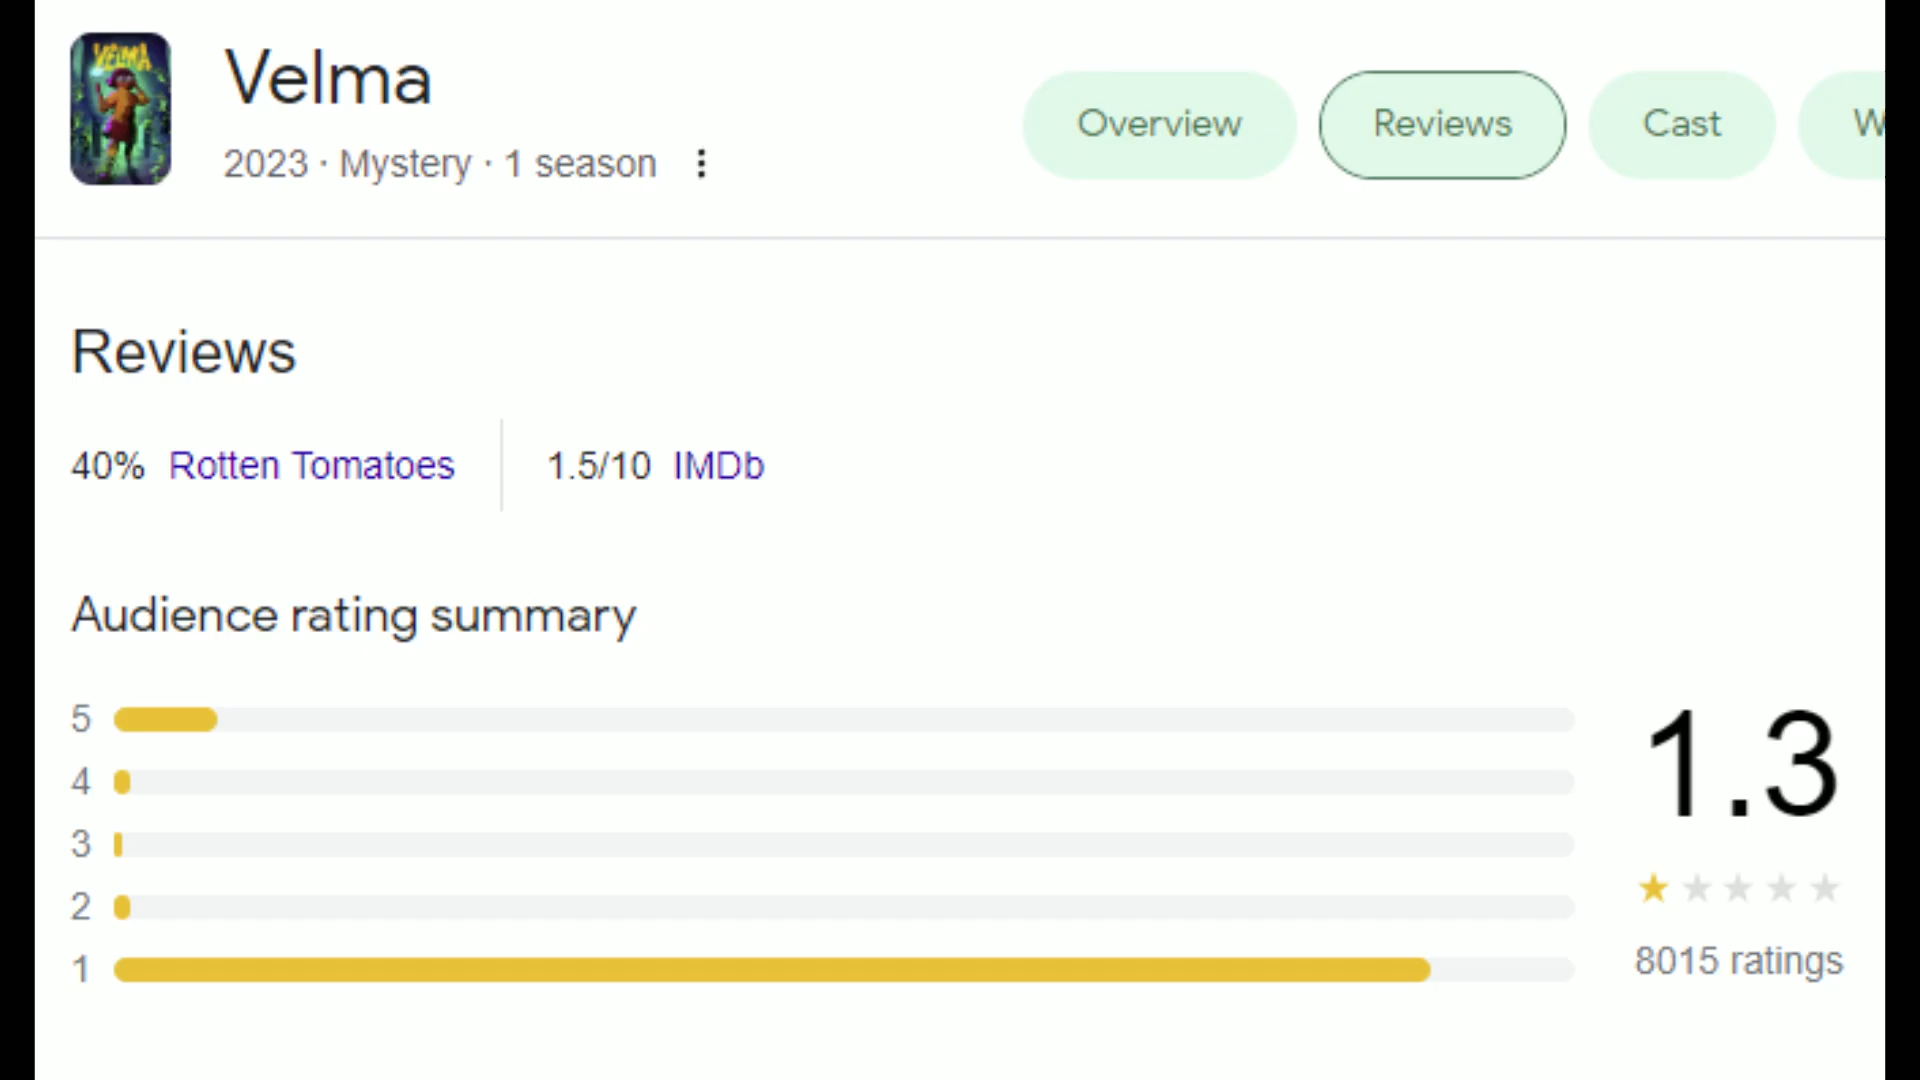 VELMA
Velma
2023 · Mystery · 1 season
Overview
Reviews
Cast
W
Reviews
40% Rotten Tomatoes
1.5/10 IMDb
Audience rating summary
5
4
3
2
1
1.3
8015 ratings